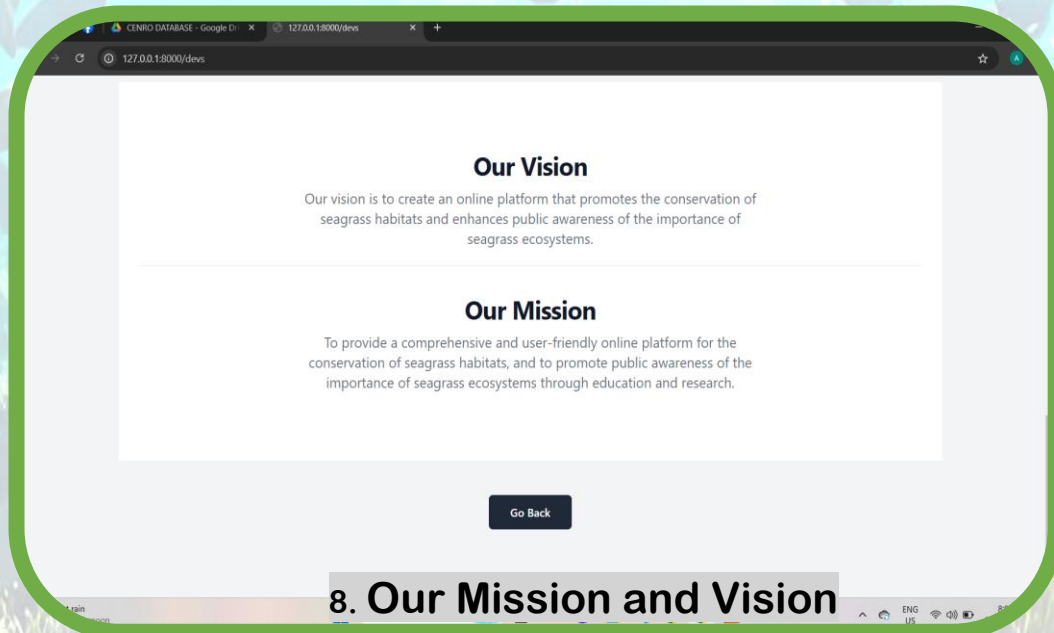 CENRO DATABASE - Google Dri
127.0.0.1:8000/devs
127.0.0.1:8000/devs
A
Our Vision
Our vision is to create an online platform that promotes the conservation of
seagrass habitats and enhances public awareness of the importance of
seagrass ecosystems.
Our Mission
To provide a comprehensive and user-friendly online platform for the
conservation of seagrass habitats, and to promote public awareness of the
importance of seagrass ecosystems through education and research.
Go Back
8. Our Mission and Vision
rain
ENG
US